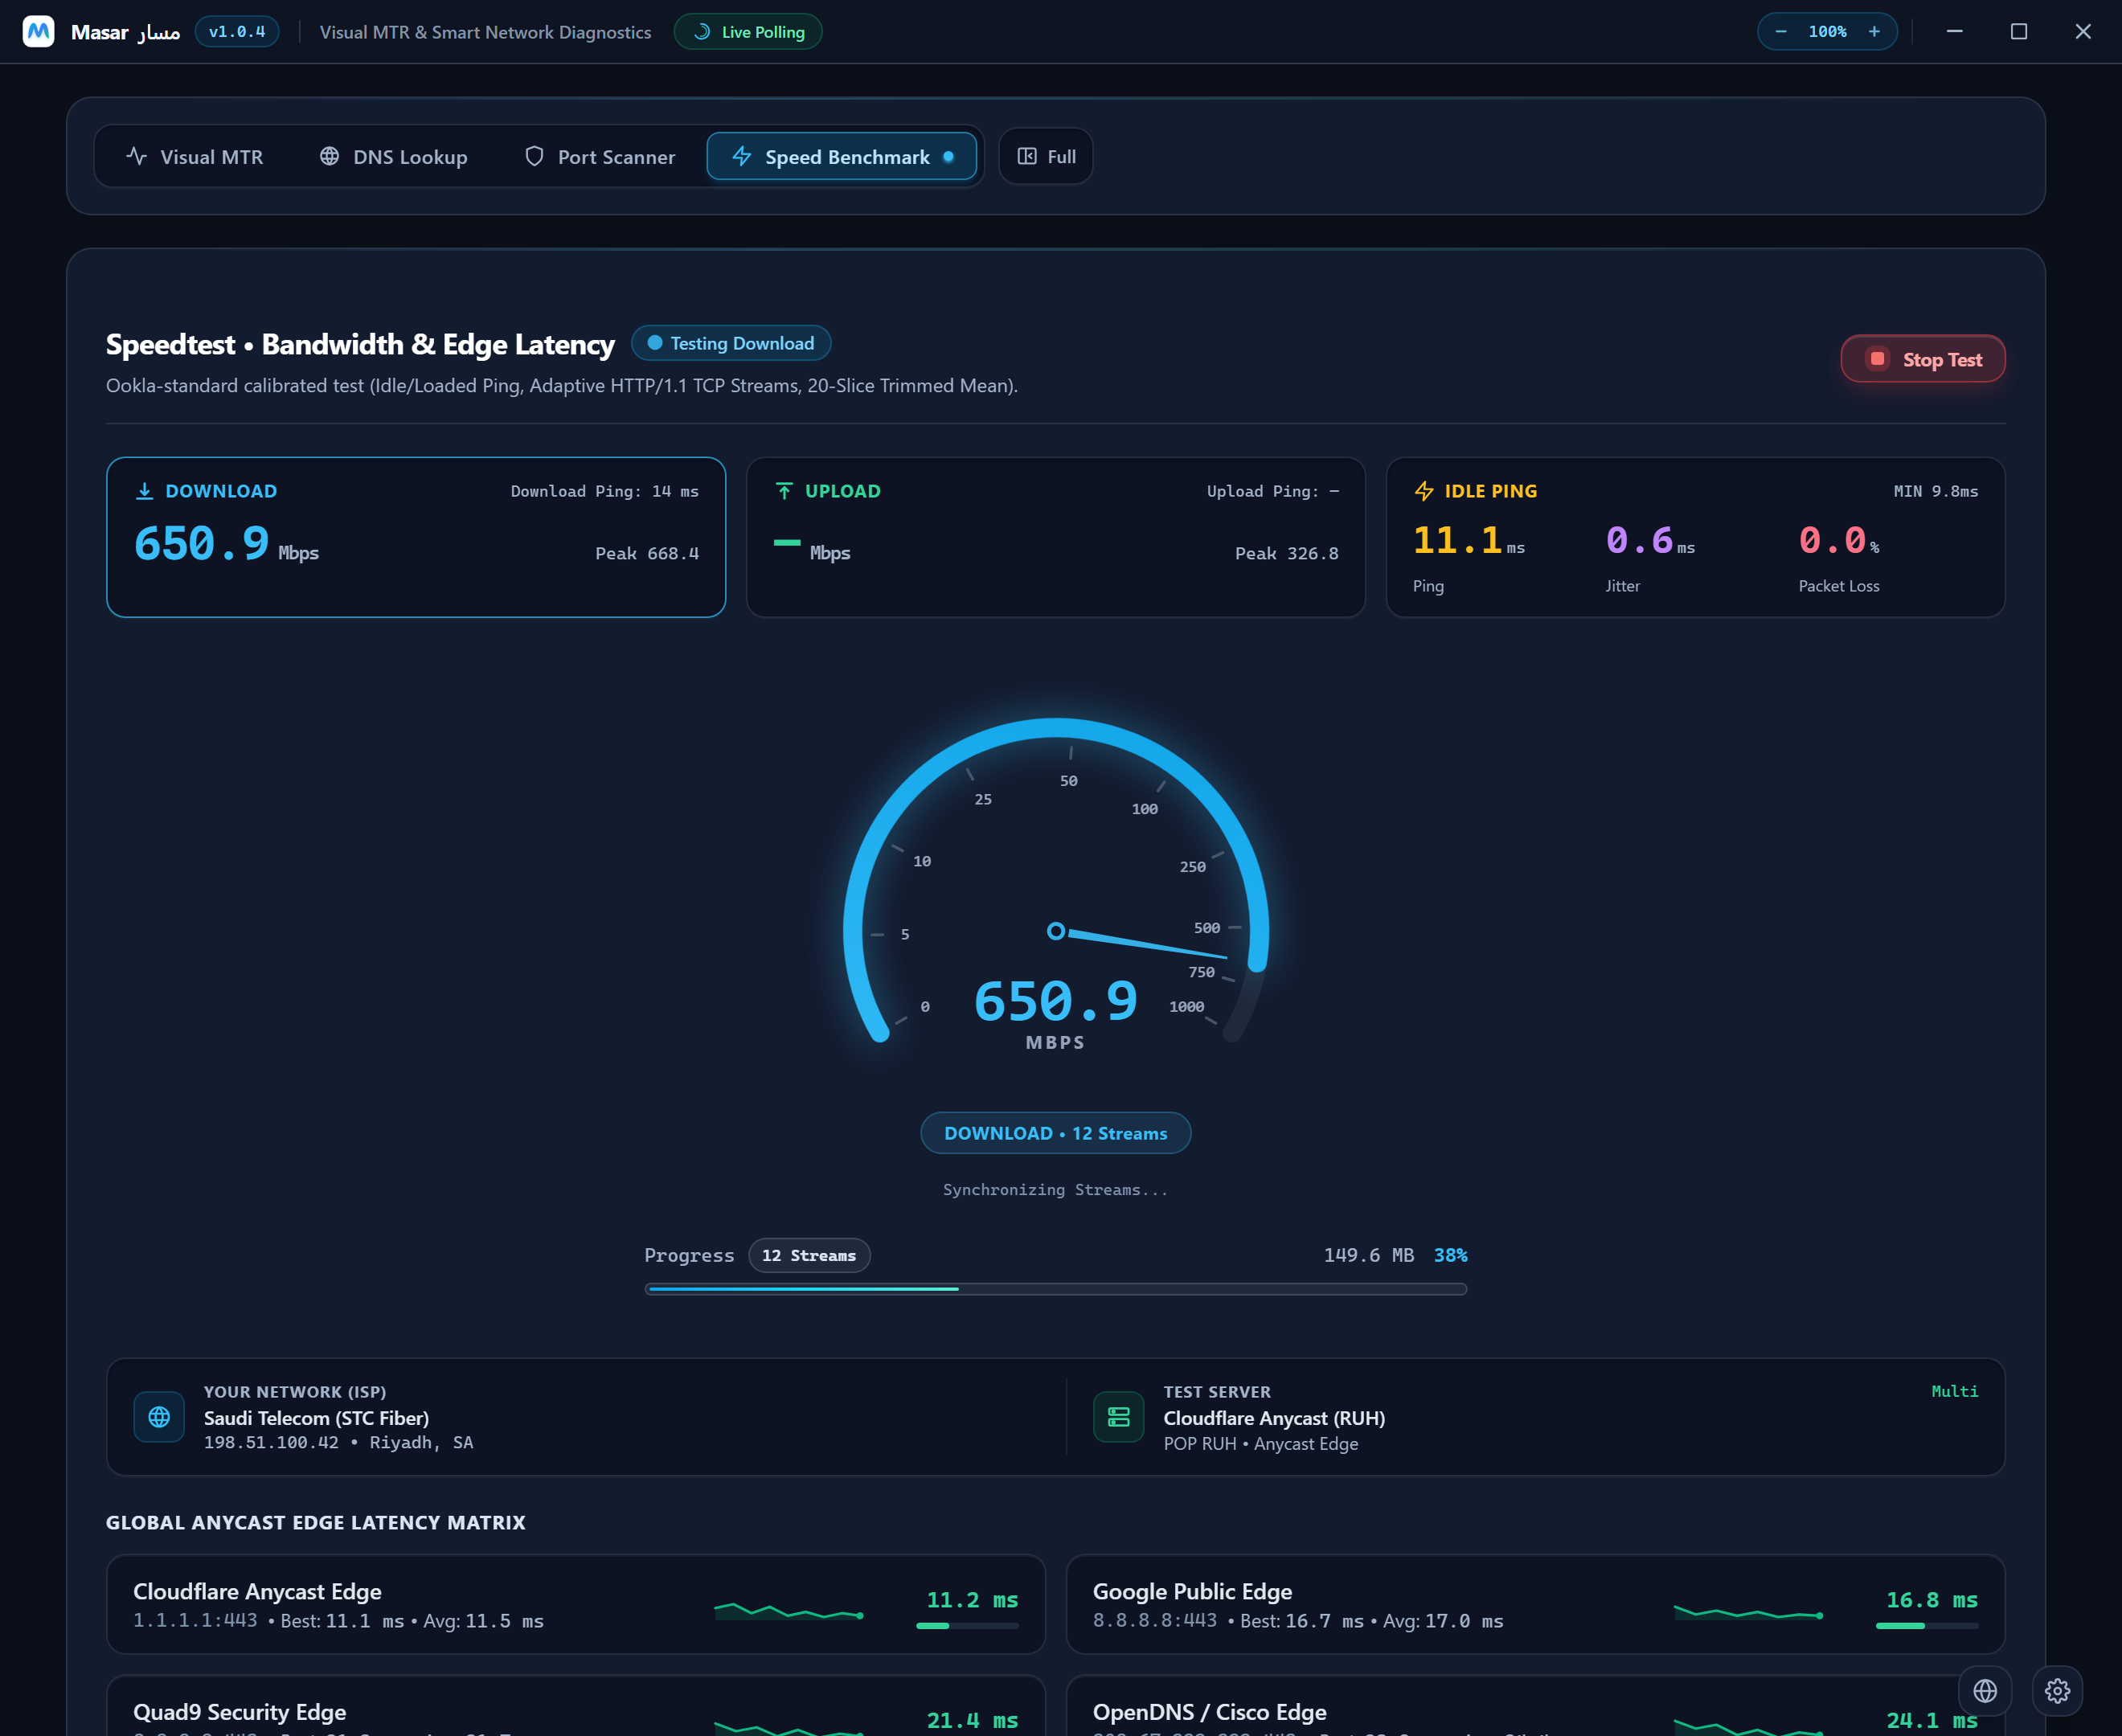 Masar مسار v1.0.4 Visual MTR & Smart Network Diagnostics Live Polling − 100% +
Visual MTR DNS Lookup Port Scanner Speed Benchmark Full
Speedtest • Bandwidth & Edge Latency Testing Download
Ookla-standard calibrated test (Idle/Loaded Ping, Adaptive HTTP/1.1 TCP Streams, 20-Slice Trimmed Mean).
Stop Test
DOWNLOAD Download Ping: 14 ms
650.9 Mbps Peak 668.4
UPLOAD Upload Ping: —
— Mbps Peak 326.8
IDLE PING MIN 9.8ms
11.1 ms 0.6 ms 0.0 %
Ping Jitter Packet Loss
0
5
10
25
50
100
250
500
750
1000
650.9
MBPS
DOWNLOAD • 12 Streams
Synchronizing Streams...
Progress 12 Streams 149.6 MB 38%
YOUR NETWORK (ISP)
Saudi Telecom (STC Fiber)
198.51.100.42 • Riyadh, SA
TEST SERVER Multi
Cloudflare Anycast (RUH)
POP RUH • Anycast Edge
GLOBAL ANYCAST EDGE LATENCY MATRIX
Cloudflare Anycast Edge
1.1.1.1:443 • Best: 11.1 ms • Avg: 11.5 ms
11.2 ms
Google Public Edge
8.8.8.8:443 • Best: 16.7 ms • Avg: 17.0 ms
16.8 ms
Quad9 Security Edge
21.4 ms
OpenDNS / Cisco Edge
24.1 ms